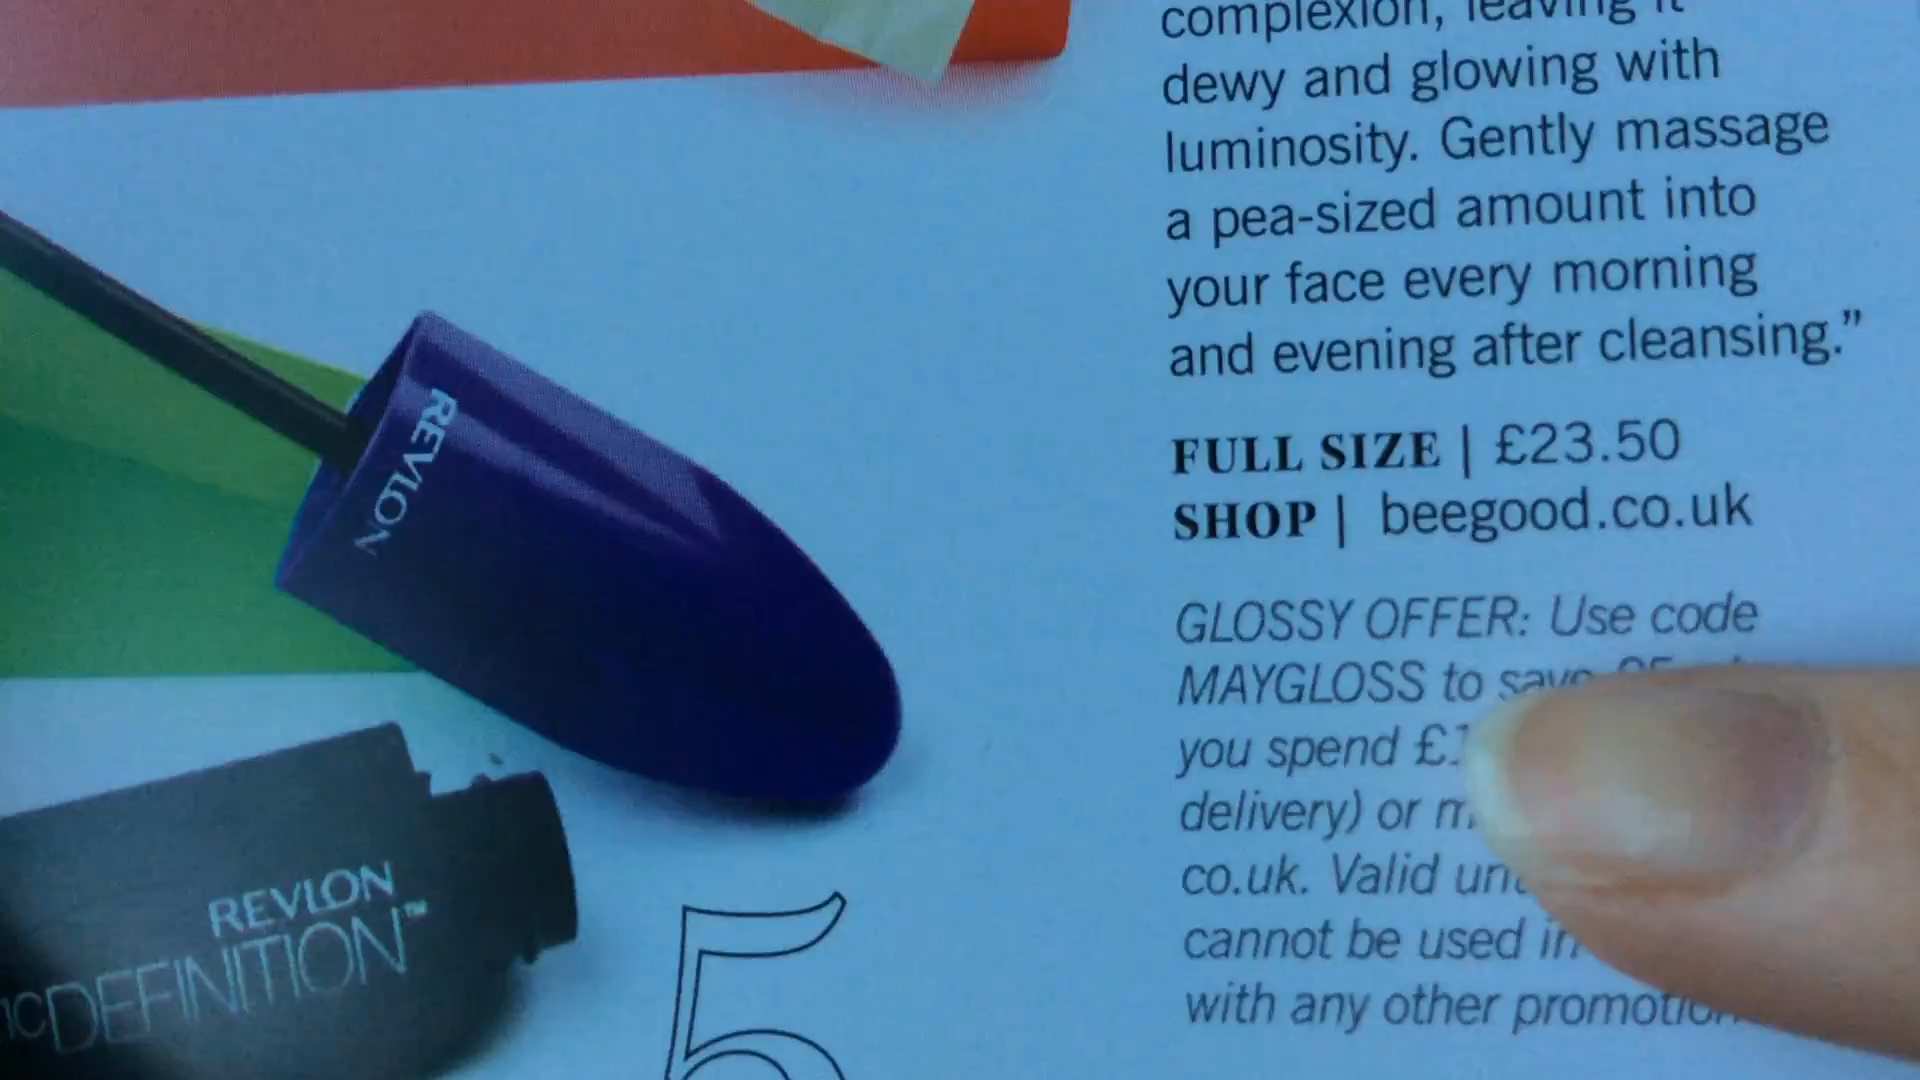 complexion, leaving it
dewy and glowing with
luminosity. Gently massage
a pea-sized amount into
your face every morning
and evening after cleansing.”
FULL SIZE | £23.50
SHOP | beegood.co.uk
GLOSSY OFFER: Use code
MAYGLOSS to save
you spend
delivery) or
co.uk. Valid
cannot be used
with any other
REVLON
REVLON
DEFINITION™
5